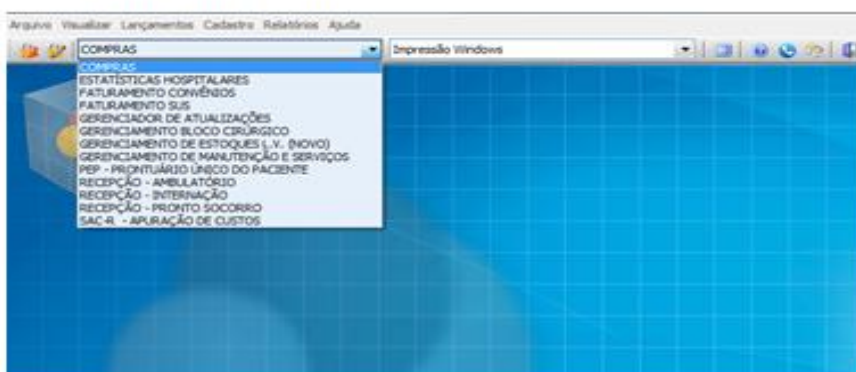 Arquivo Visualizar Lançamentos Cadastro Relatórios Ajuda
COMPRAS Impressão Windows
COMPRAS
ESTATÍSTICAS HOSPITALARES
FATURAMENTO CONVÊNIOS
FATURAMENTO SUS
GERENCIADOR DE ATUALIZAÇÕES
GERENCIAMENTO BLOCO CIRÚRGICO
GERENCIAMENTO DE ESTOQUES L.V. (NOVO)
GERENCIAMENTO DE MANUTENÇÃO E SERVIÇOS
PEP - PRONTUÁRIO ÚNICO DO PACIENTE
RECEPÇÃO - AMBULATÓRIO
RECEPÇÃO - INTERNAÇÃO
RECEPÇÃO - PRONTO SOCORRO
SAC-R - APURAÇÃO DE CUSTOS